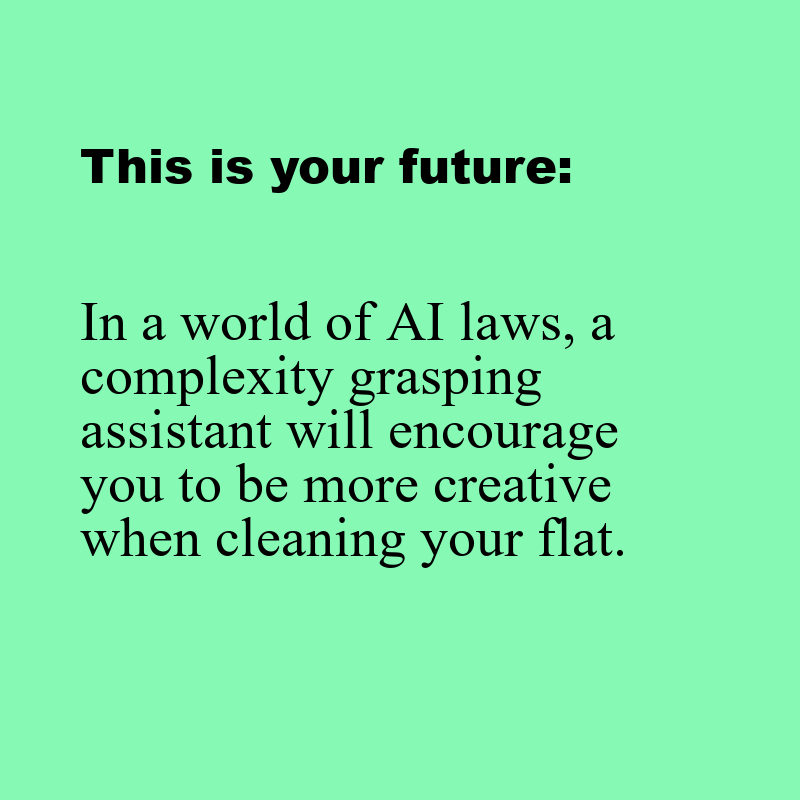 This is your future:
In a world of AI laws, a
complexity grasping
assistant will encourage
you to be more creative
when cleaning your flat.